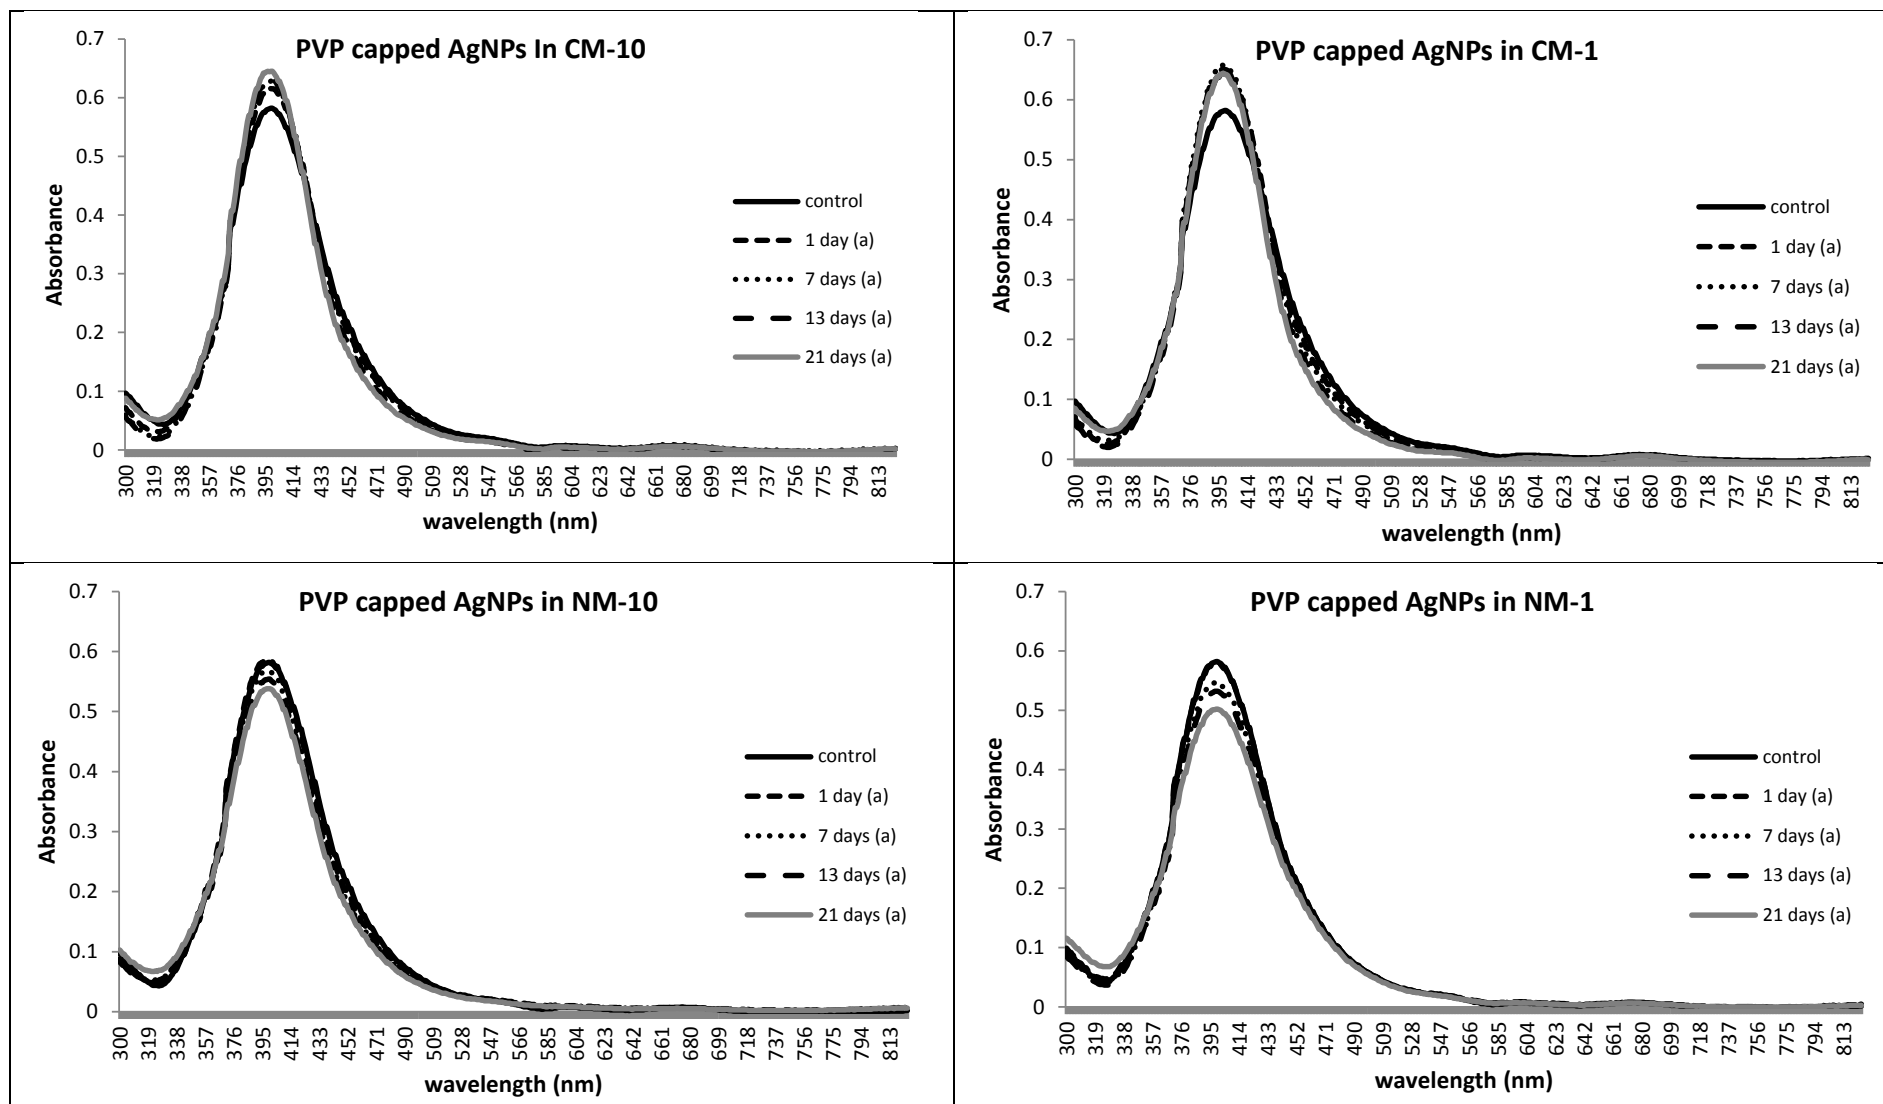 PVP capped AgNPs In CM-10
0.7
0.6
0.5
0.4
0.3
0.2
0.1
0
Absorbance
control
1 day (a)
7 days (a)
13 days (a)
21 days (a)
300 319 338 357 376 395 414 433 452 471 490 509 528 547 566 585 604 623 642 661 680 699 718 737 756 775 794 813
wavelength (nm)
PVP capped AgNPs in CM-1
0.7
0.6
0.5
0.4
0.3
0.2
0.1
0
Absorbance
control
1 day (a)
7 days (a)
13 days (a)
21 days (a)
300 319 338 357 376 395 414 433 452 471 490 509 528 547 566 585 604 623 642 661 680 699 718 737 756 775 794 813
wavelength (nm)
PVP capped AgNPs in NM-10
0.7
0.6
0.5
0.4
0.3
0.2
0.1
0
Absorbance
control
1 day (a)
7 days (a)
13 days (a)
21 days (a)
300 319 338 357 376 395 414 433 452 471 490 509 528 547 566 585 604 623 642 661 680 699 718 737 756 775 794 813
wavelength (nm)
PVP capped AgNPs in NM-1
0.7
0.6
0.5
0.4
0.3
0.2
0.1
0
Absorbance
control
1 day (a)
7 days (a)
13 days (a)
21 days (a)
300 319 338 357 376 395 414 433 452 471 490 509 528 547 566 585 604 623 642 661 680 699 718 737 756 775 794 813
wavelength (nm)